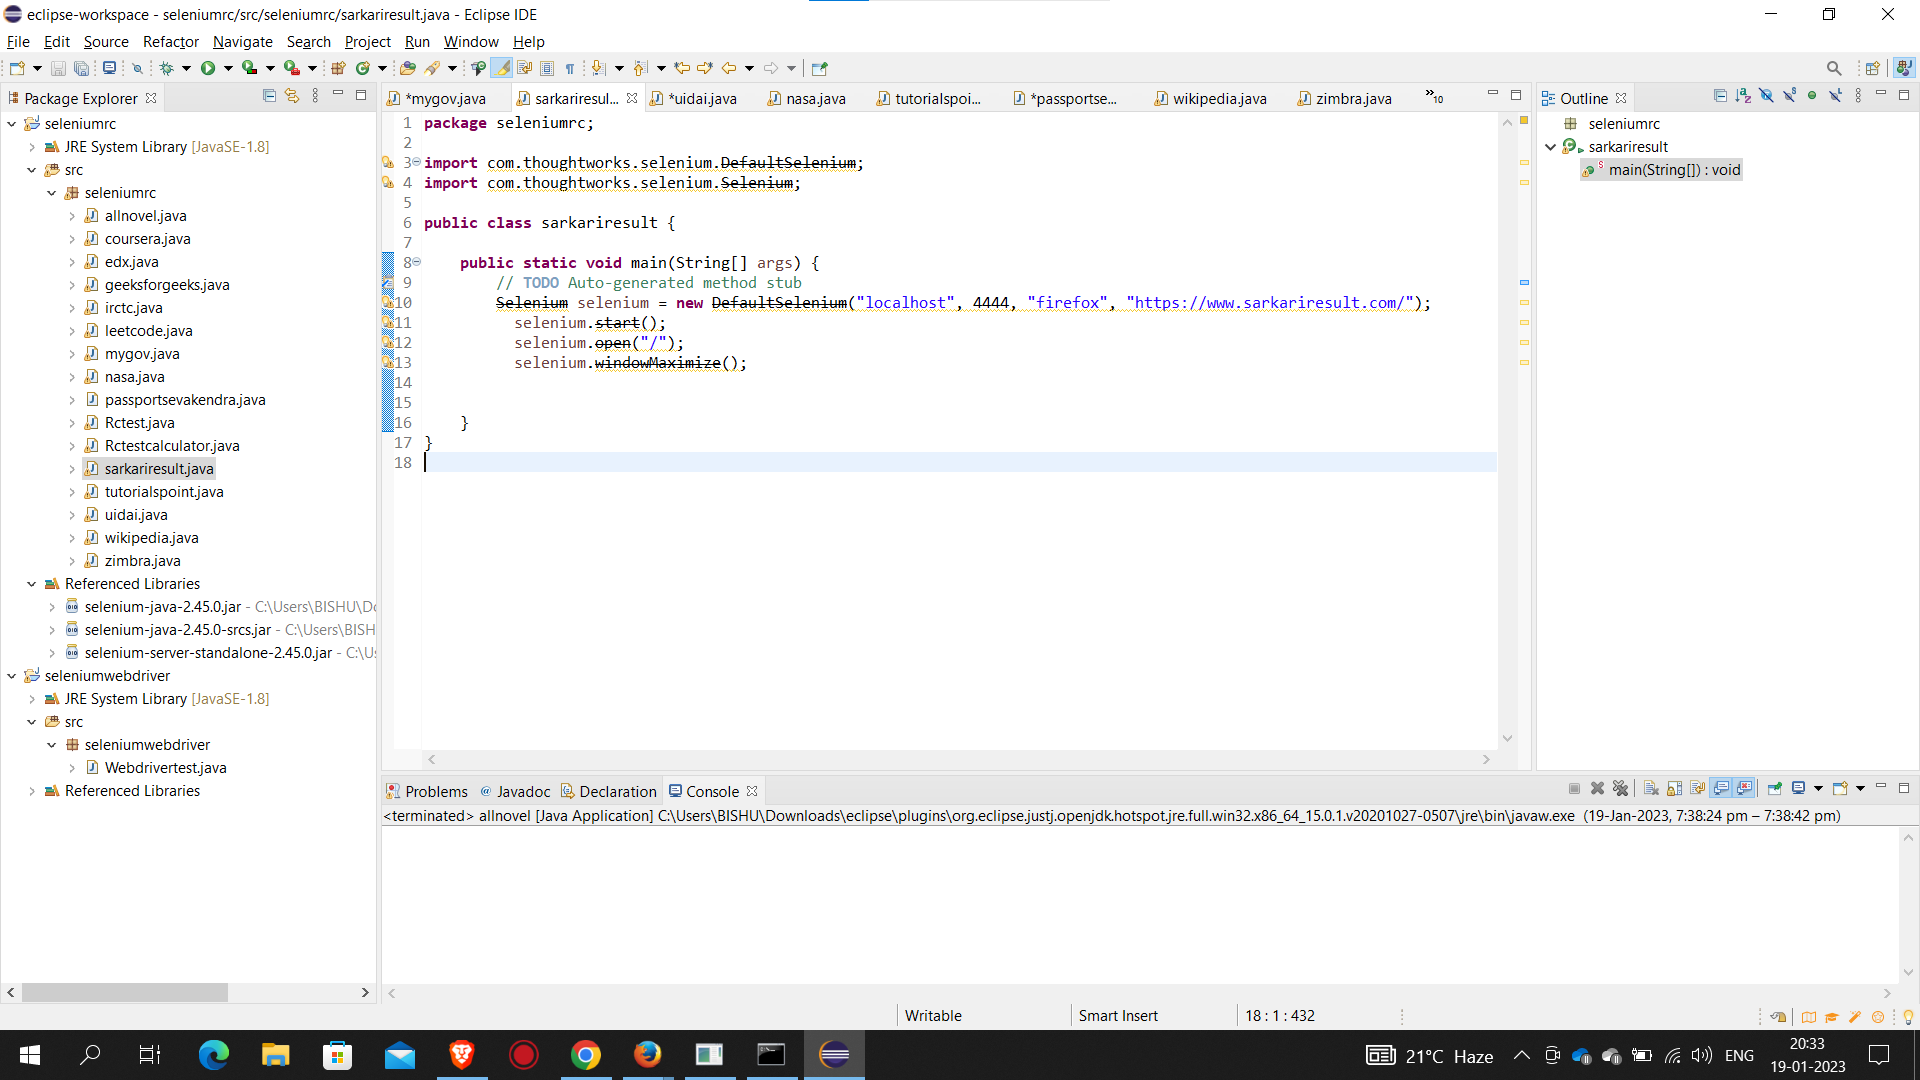 eclipse-workspace - seleniumrc/src/seleniumrc/sarkariresult.java - Eclipse IDE
File Edit Source Refactor Navigate Search Project Run Window Help
Package Explorer
seleniumrc
JRE System Library [JavaSE-1.8]
src
seleniumrc
allnovel.java
coursera.java
edx.java
geeksforgeeks.java
irctc.java
leetcode.java
mygov.java
nasa.java
passportsevakendra.java
Rctest.java
Rctestcalculator.java
sarkariresult.java
tutorialspoint.java
uidai.java
wikipedia.java
zimbra.java
Referenced Libraries
selenium-java-2.45.0.jar - C:\Users\BISHU\Do
selenium-java-2.45.0-srcs.jar - C:\Users\BISH
selenium-server-standalone-2.45.0.jar - C:\Us
seleniumwebdriver
JRE System Library [JavaSE-1.8]
src
seleniumwebdriver
Webdrivertest.java
Referenced Libraries
*mygov.java sarkariresul... *uidai.java nasa.java tutorialspoi... *passportse... wikipedia.java zimbra.java »10
1 package seleniumrc;
2
3 import com.thoughtworks.selenium.DefaultSelenium;
4 import com.thoughtworks.selenium.Selenium;
5
6 public class sarkariresult {
7
8 public static void main(String[] args) {
9 // TODO Auto-generated method stub
10 Selenium selenium = new DefaultSelenium("localhost", 4444, "firefox", "https://www.sarkariresult.com/");
11 selenium.start();
12 selenium.open("/");
13 selenium.windowMaximize();
14
15
16 }
17 }
18
Outline
seleniumrc
sarkariresult
main(String[]) : void
Problems @ Javadoc Declaration Console
<terminated> allnovel [Java Application] C:\Users\BISHU\Downloads\eclipse\plugins\org.eclipse.justj.openjdk.hotspot.jre.full.win32.x86_64_15.0.1.v20201027-0507\jre\bin\javaw.exe (19-Jan-2023, 7:38:24 pm – 7:38:42 pm)
Writable Smart Insert 18 : 1 : 432
21°C Haze ENG 20:33
19-01-2023